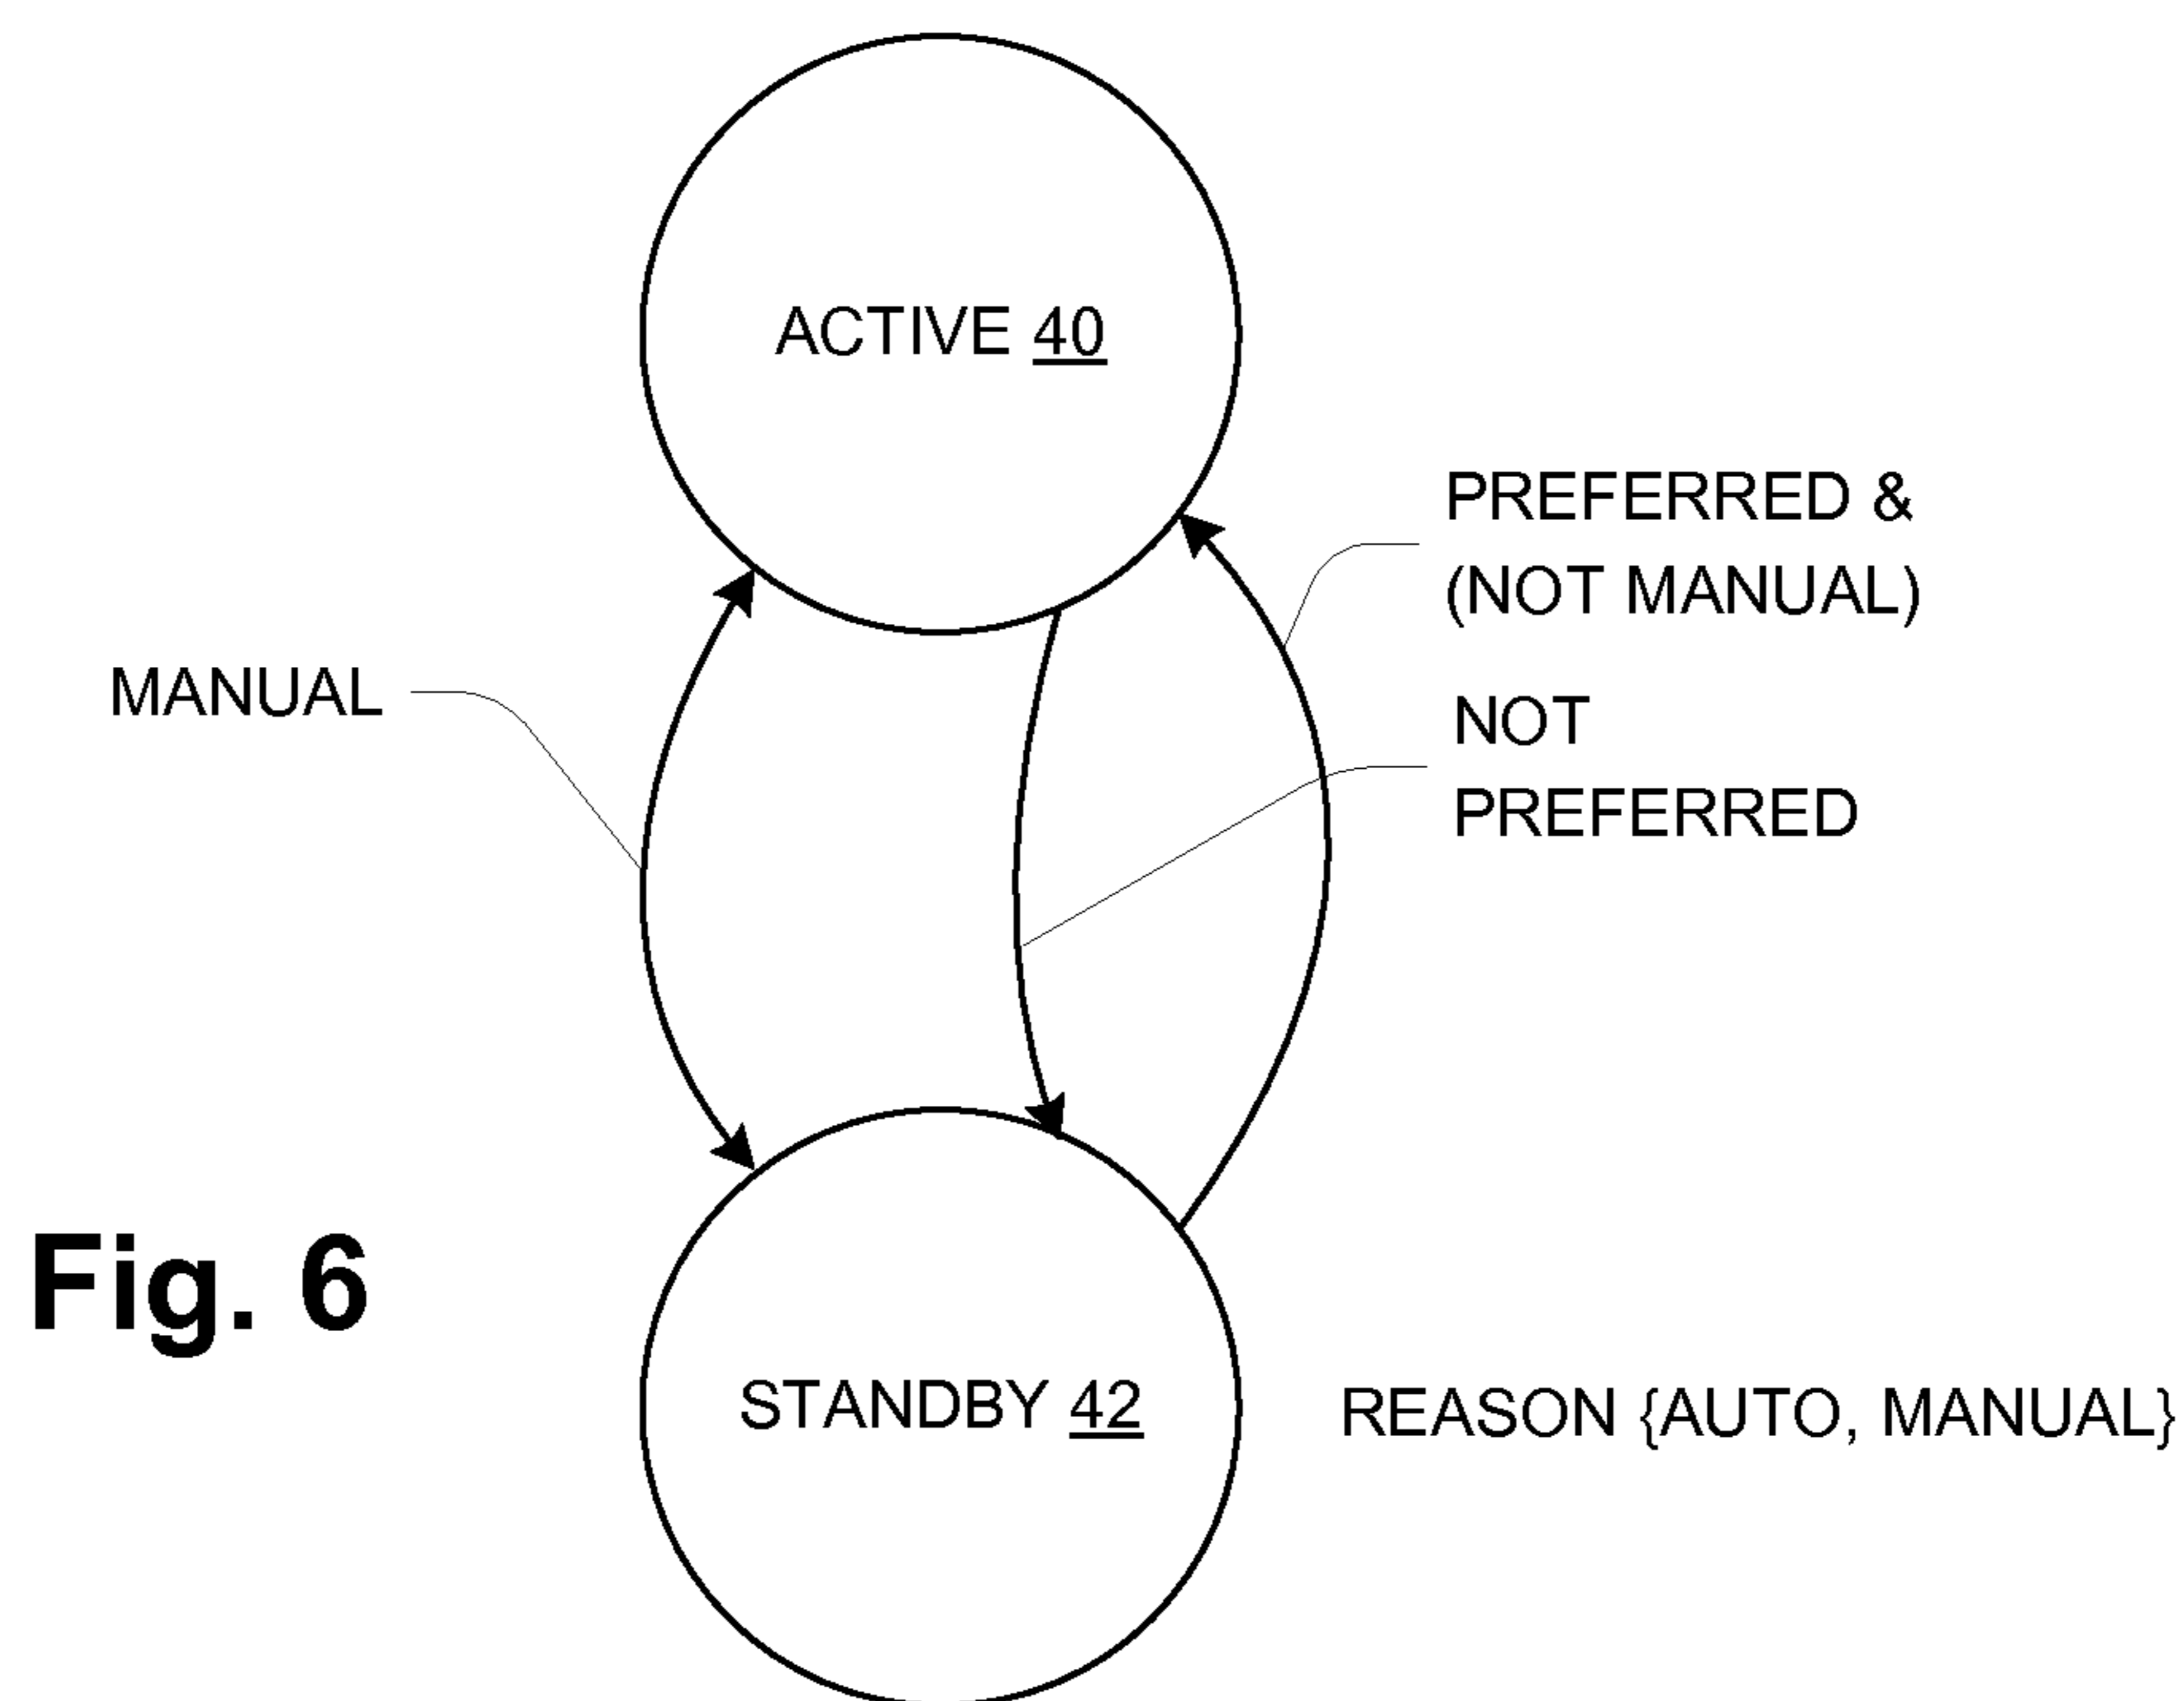 ACTIVE 40
PREFERRED &
(NOT MANUAL)
MANUAL
NOT
PREFERRED
Fig. 6
STANDBY 42
REASON {AUTO, MANUAL}